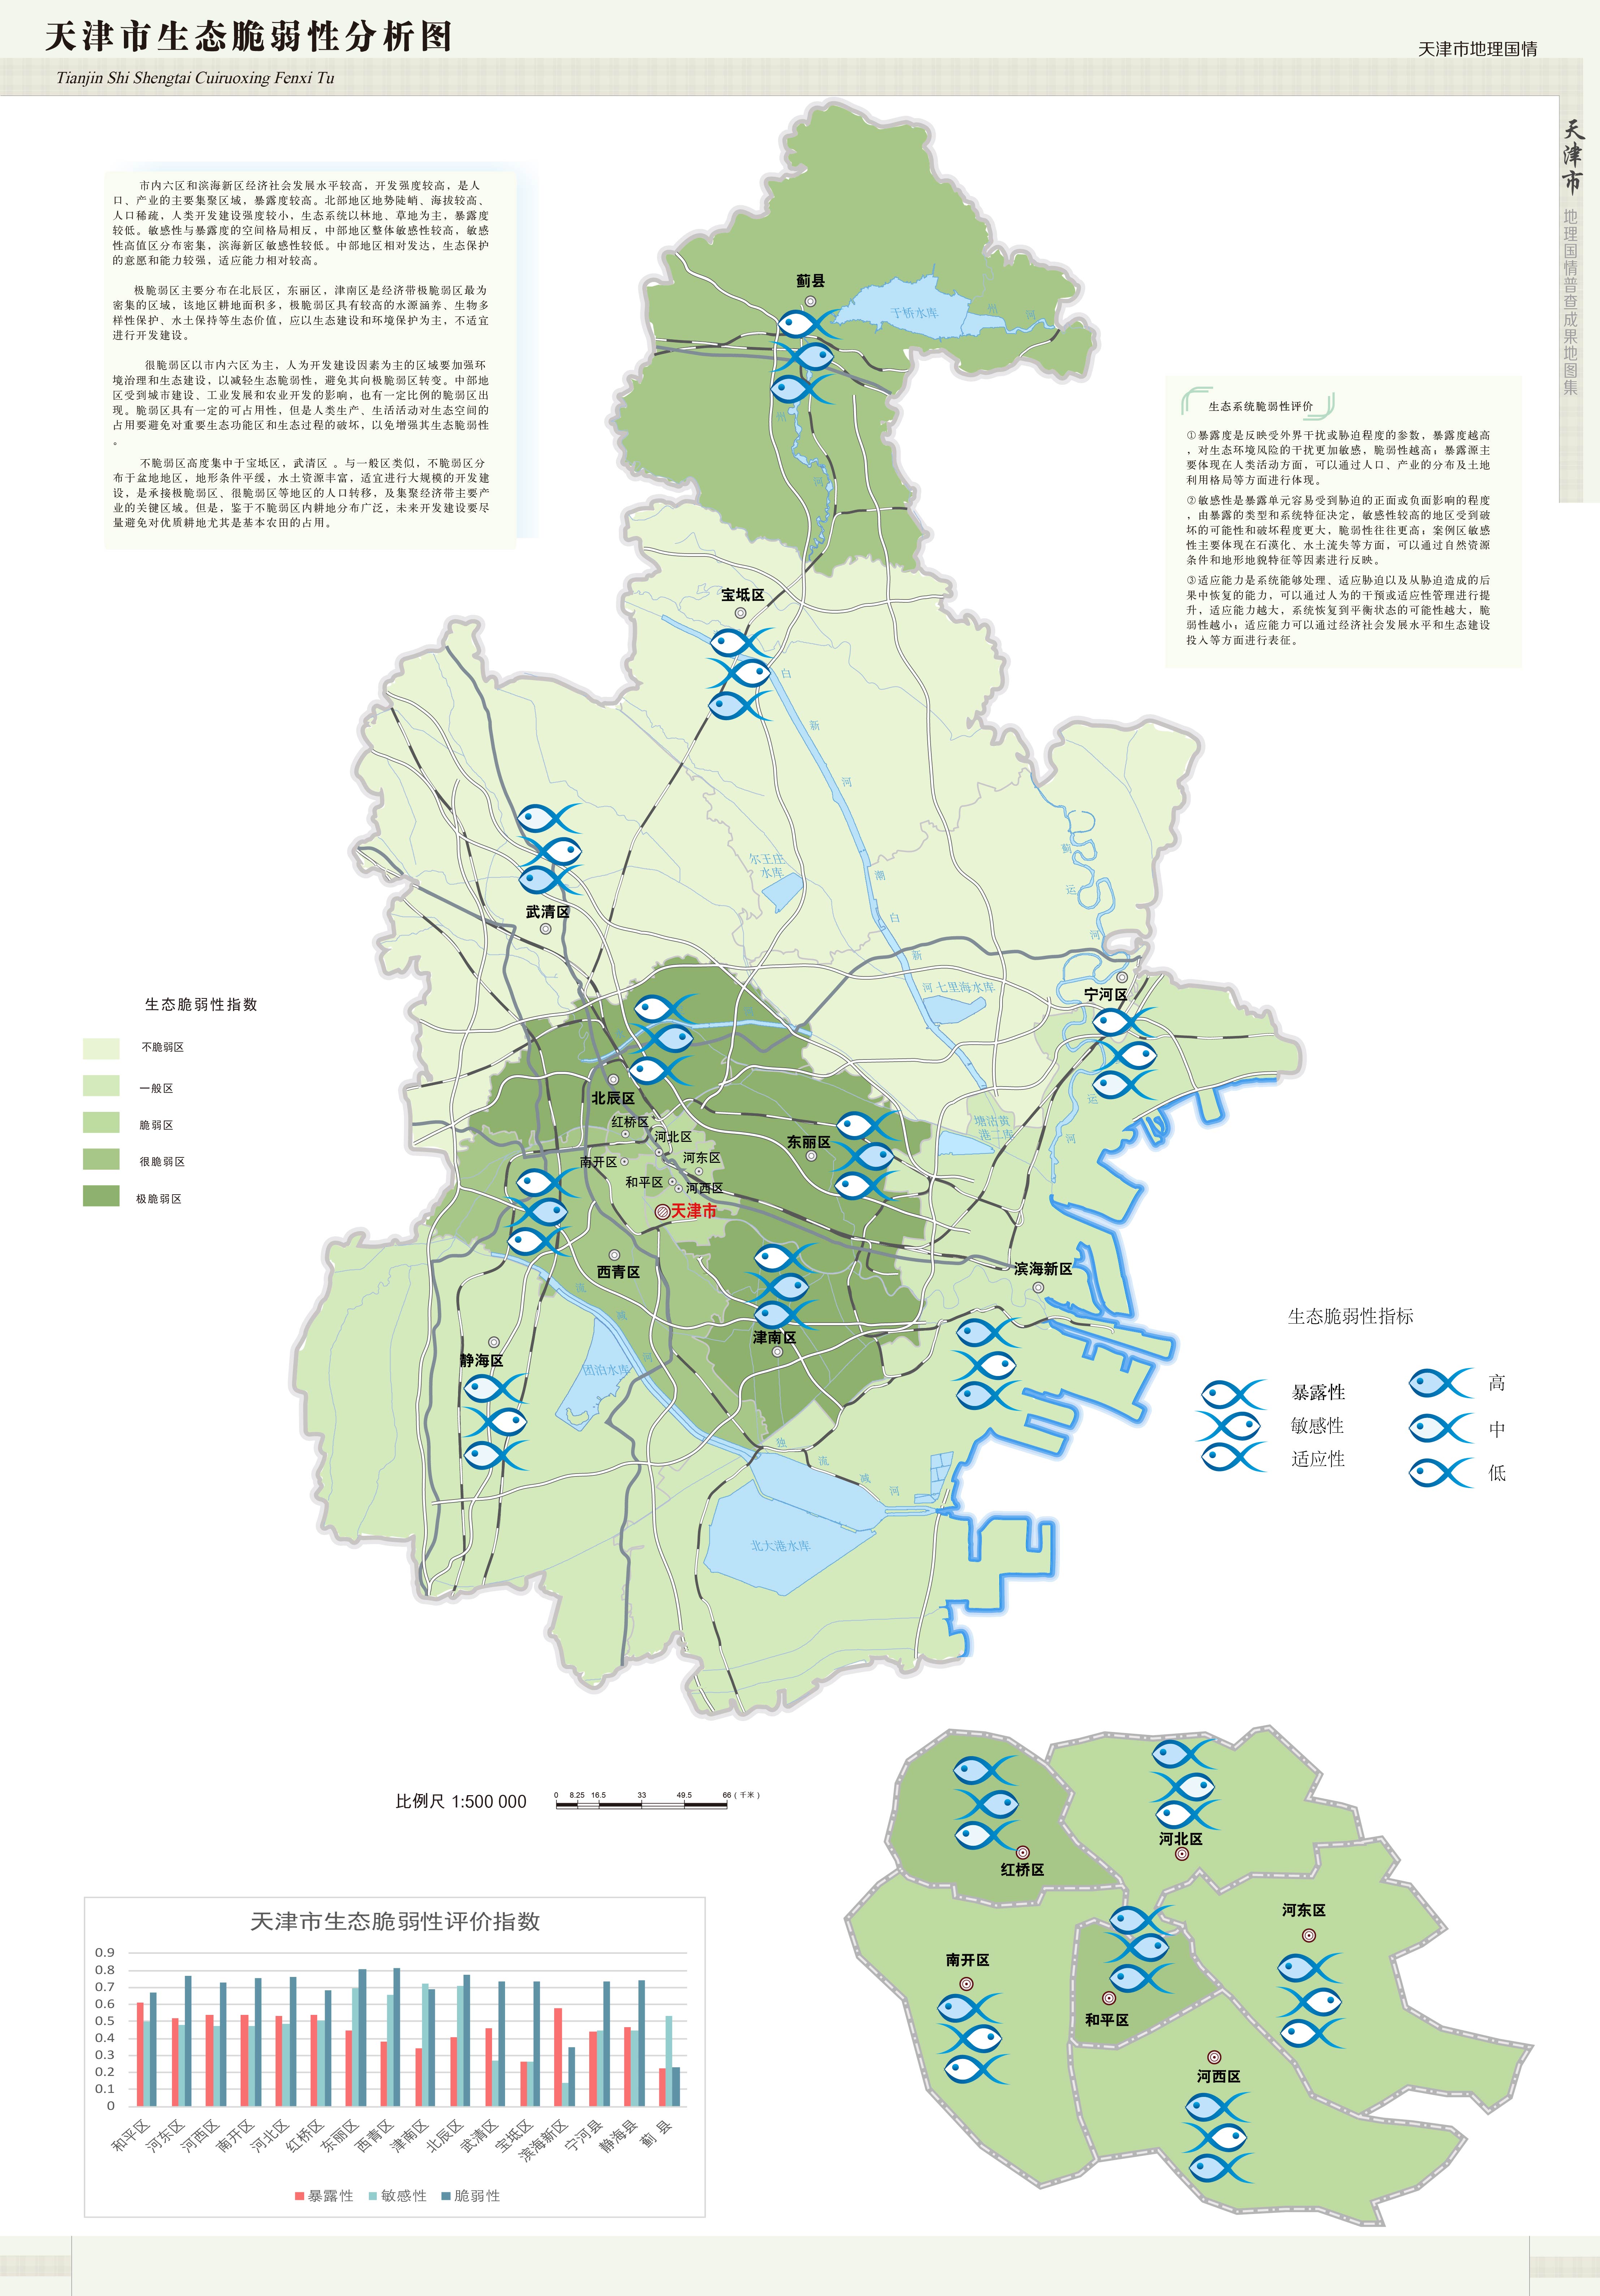 天津市生态脆弱性分析图
Tianjin Shi Shengtai Cuiruoxing Fenxi Tu
天津市地理国情
天津市
地理国情普查成果地图集
市内六区和滨海新区经济社会发展水平较高，开发强度较高，是人
口、产业的主要集聚区域，暴露度较高。北部地区地势陡峭、海拔较高、
人口稀疏，人类开发建设强度较小，生态系统以林地、草地为主，暴露度
较低。敏感性与暴露度的空间格局相反，中部地区整体敏感性较高，敏感
性高值区分布密集，滨海新区敏感性较低。中部地区相对发达，生态保护
的意愿和能力较强，适应能力相对较高。
极脆弱区主要分布在北辰区，东丽区，津南区是经济带极脆弱区最为
密集的区域，该地区耕地面积多，极脆弱区具有较高的水源涵养、生物多
样性保护、水土保持等生态价值，应以生态建设和环境保护为主，不适宜
进行开发建设。
很脆弱区以市内六区为主，人为开发建设因素为主的区域要加强环
境治理和生态建设，以减轻生态脆弱性，避免其向极脆弱区转变。中部地
区受到城市建设、工业发展和农业开发的影响，也有一定比例的脆弱区出
现。脆弱区具有一定的可占用性，但是人类生产、生活活动对生态空间的
占用要避免对重要生态功能区和生态过程的破坏，以免增强其生态脆弱性
。
不脆弱区高度集中于宝坻区，武清区 。与一般区类似，不脆弱区分
布于盆地地区，地形条件平缓，水土资源丰富，适宜进行大规模的开发建
设，是承接极脆弱区、很脆弱区等地区的人口转移，及集聚经济带主要产
业的关键区域。但是，鉴于不脆弱区内耕地分布广泛，未来开发建设要尽
量避免对优质耕地尤其是基本农田的占用。
生态系统脆弱性评价
①暴露度是反映受外界干扰或胁迫程度的参数，暴露度越高
，对生态环境风险的干扰更加敏感，脆弱性越高；暴露源主
要体现在人类活动方面，可以通过人口、产业的分布及土地
利用格局等方面进行体现。
②敏感性是暴露单元容易受到胁迫的正面或负面影响的程度
，由暴露的类型和系统特征决定，敏感性较高的地区受到破
坏的可能性和破坏程度更大，脆弱性往往更高；案例区敏感
性主要体现在石漠化、水土流失等方面，可以通过自然资源
条件和地形地貌特征等因素进行反映。
③适应能力是系统能够处理、适应胁迫以及从胁迫造成的后
果中恢复的能力，可以通过人为的干预或适应性管理进行提
升，适应能力越大，系统恢复到平衡状态的可能性越大，脆
弱性越小；适应能力可以通过经济社会发展水平和生态建设
投入等方面进行表征。
蓟县
于桥水库
州
河
州
河
宝坻区
白
新
河
尔王庄
水库
潮
白
新
河
七里海水库
蓟
运
河
武清区
宁河区
运
河
北辰区
红桥区
河北区
南开区
河东区
和平区
河西区
天津市
东丽区
塘沽黄
港二库
西青区
津南区
滨海新区
静海区
团泊水库
流
减
河
独
流
减
河
北大港水库
生态脆弱性指数
不脆弱区
一般区
脆弱区
很脆弱区
极脆弱区
生态脆弱性指标
暴露性
敏感性
适应性
高
中
低
比例尺 1:500 000
0 8.25 16.5 33 49.5 66（千米）
红桥区
河北区
河东区
南开区
和平区
河西区
天津市生态脆弱性评价指数
0.9
0.8
0.7
0.6
0.5
0.4
0.3
0.2
0.1
0
和平区 河东区 河西区 南开区 河北区 红桥区 东丽区 西青区 津南区 北辰区 武清区 宝坻区 滨海新区 宁河县 静海县 蓟 县
暴露性 敏感性 脆弱性